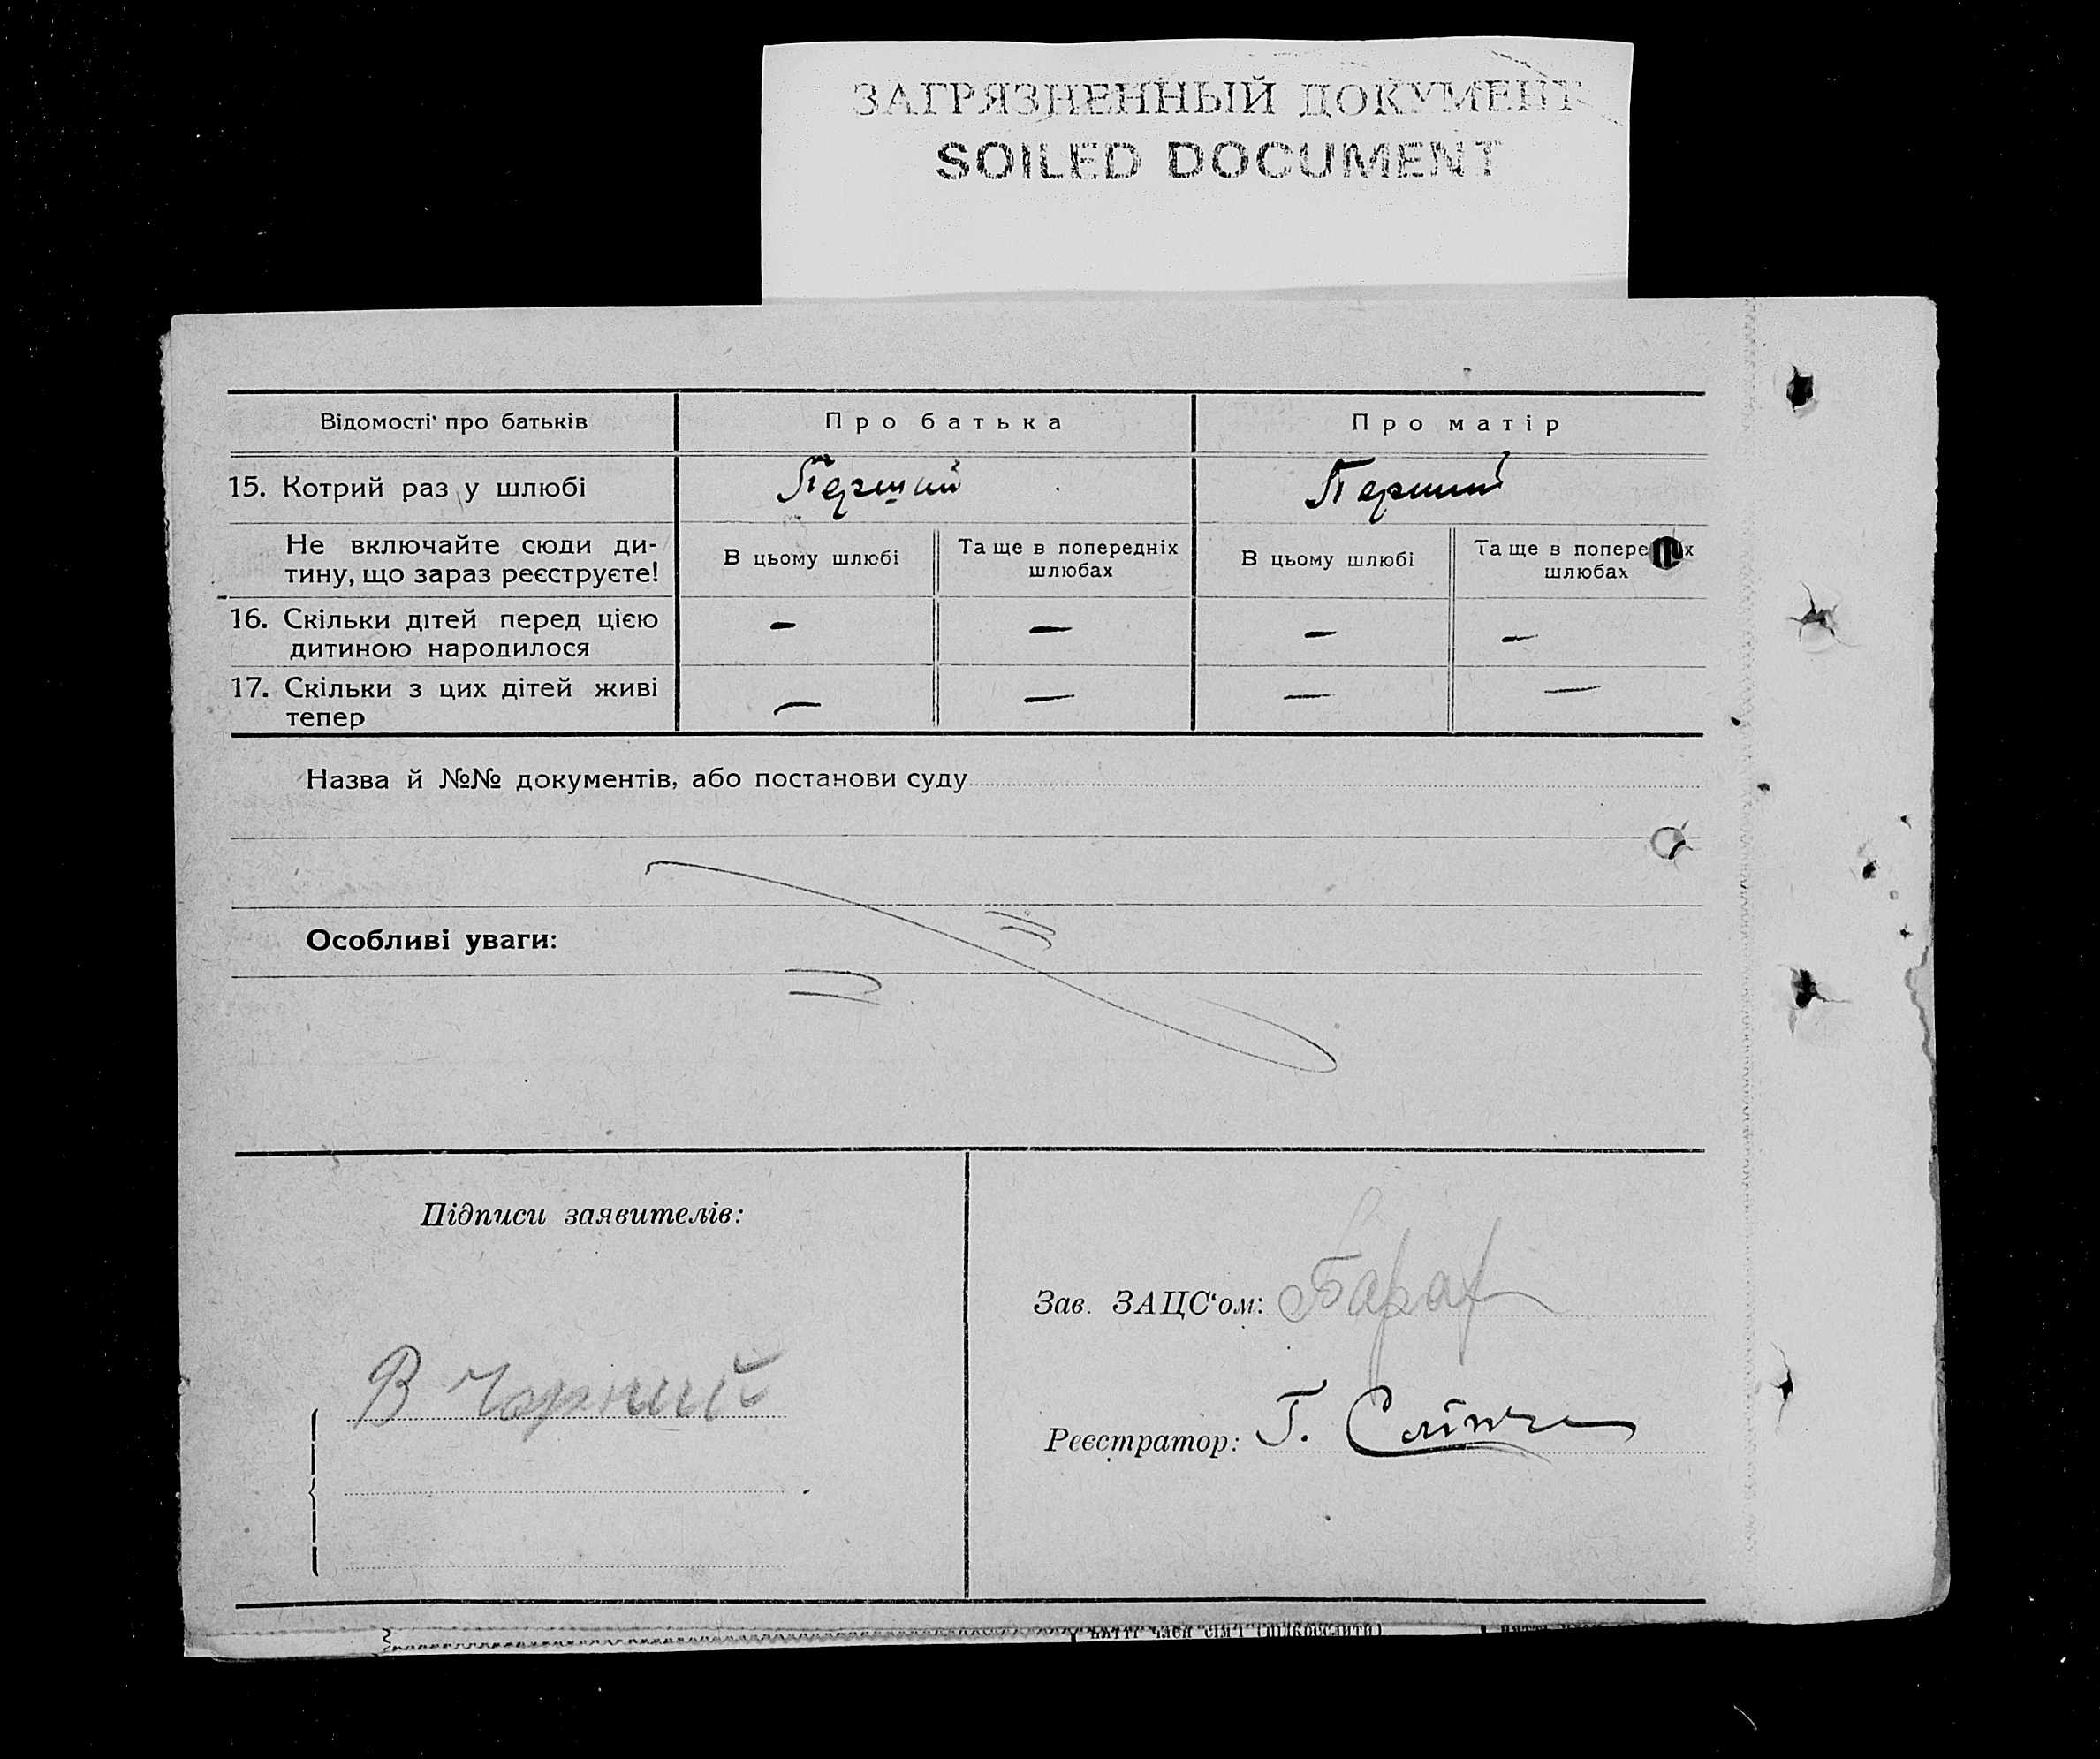 ЗАГРЯЗНЕННЫЙ ДОКУМЕНТ
SOILED DOCUMENT
Відомості про батьків
Про батька
Про матір
15. Котрий раз у шлюбі
Перший
Перший
Не включайте сюди ди-
тину, що зараз реєструєте!
В цьому шлюбі
Та ще в попередніх
шлюбах
В цьому шлюбі
Та ще в попередніх
шлюбах
16. Скільки дітей перед цією
дитиною народилося
— — — —
17. Скільки з цих дітей живі
тепер
— — — —
Назва й №№ документів, або постанови суду
Особливі уваги:
Підписи заявителів:
В Чорний
Зав. ЗАЦС‘ом:
Реєстратор: Г.